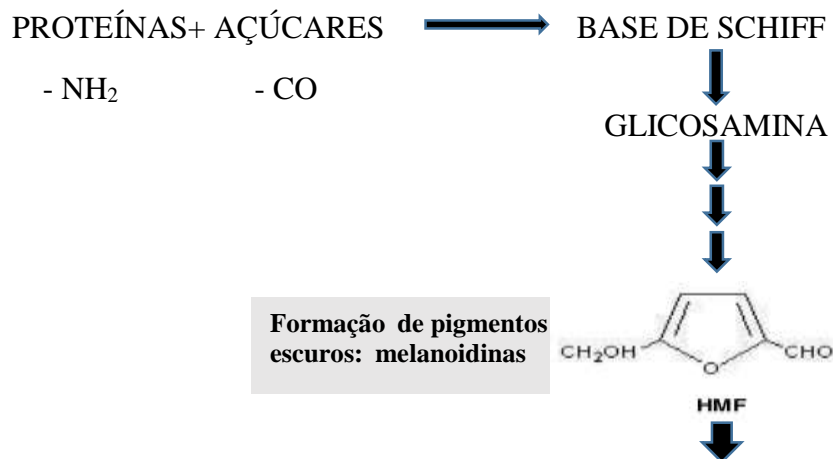 PROTEÍNAS+ AÇÚCARES BASE DE SCHIFF
- NH₂ - CO
GLICOSAMINA
Formação de pigmentos
escuros: melanoidinas
CH₂OH O CHO
HMF